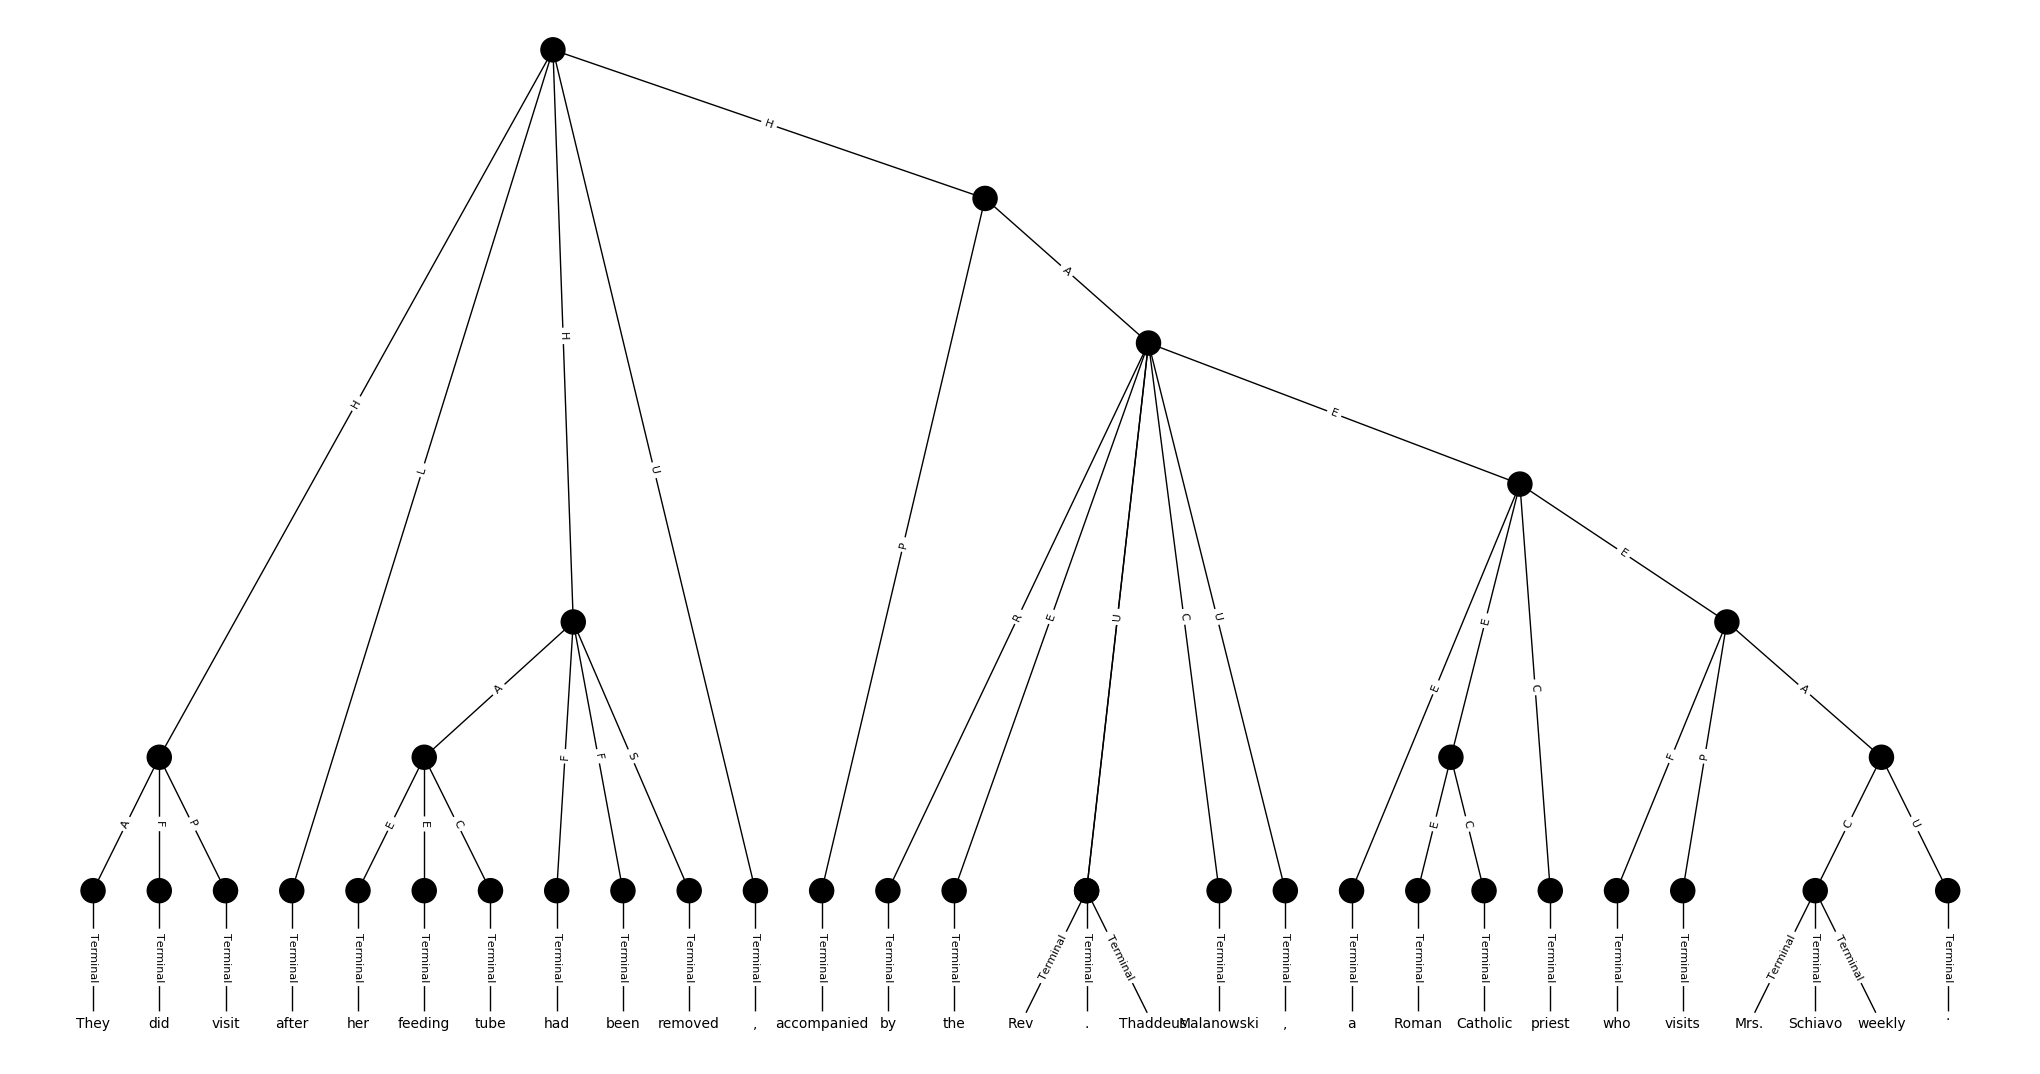 H
H
A
E
H
L
H
U
P
R
E
U
C
U
E
E
C
E
A
F
F
S
F
P
A
A
F
P
E
E
C
E
C
C
U
Terminal Terminal Terminal Terminal Terminal Terminal Terminal Terminal Terminal Terminal Terminal Terminal Terminal Terminal Terminal Terminal Terminal Terminal Terminal Terminal Terminal Terminal Terminal Terminal Terminal Terminal Terminal Terminal Terminal
They did visit after her feeding tube had been removed , accompanied by the Rev . Thaddeus Malanowski , a Roman Catholic priest who visits Mrs. Schiavo weekly .